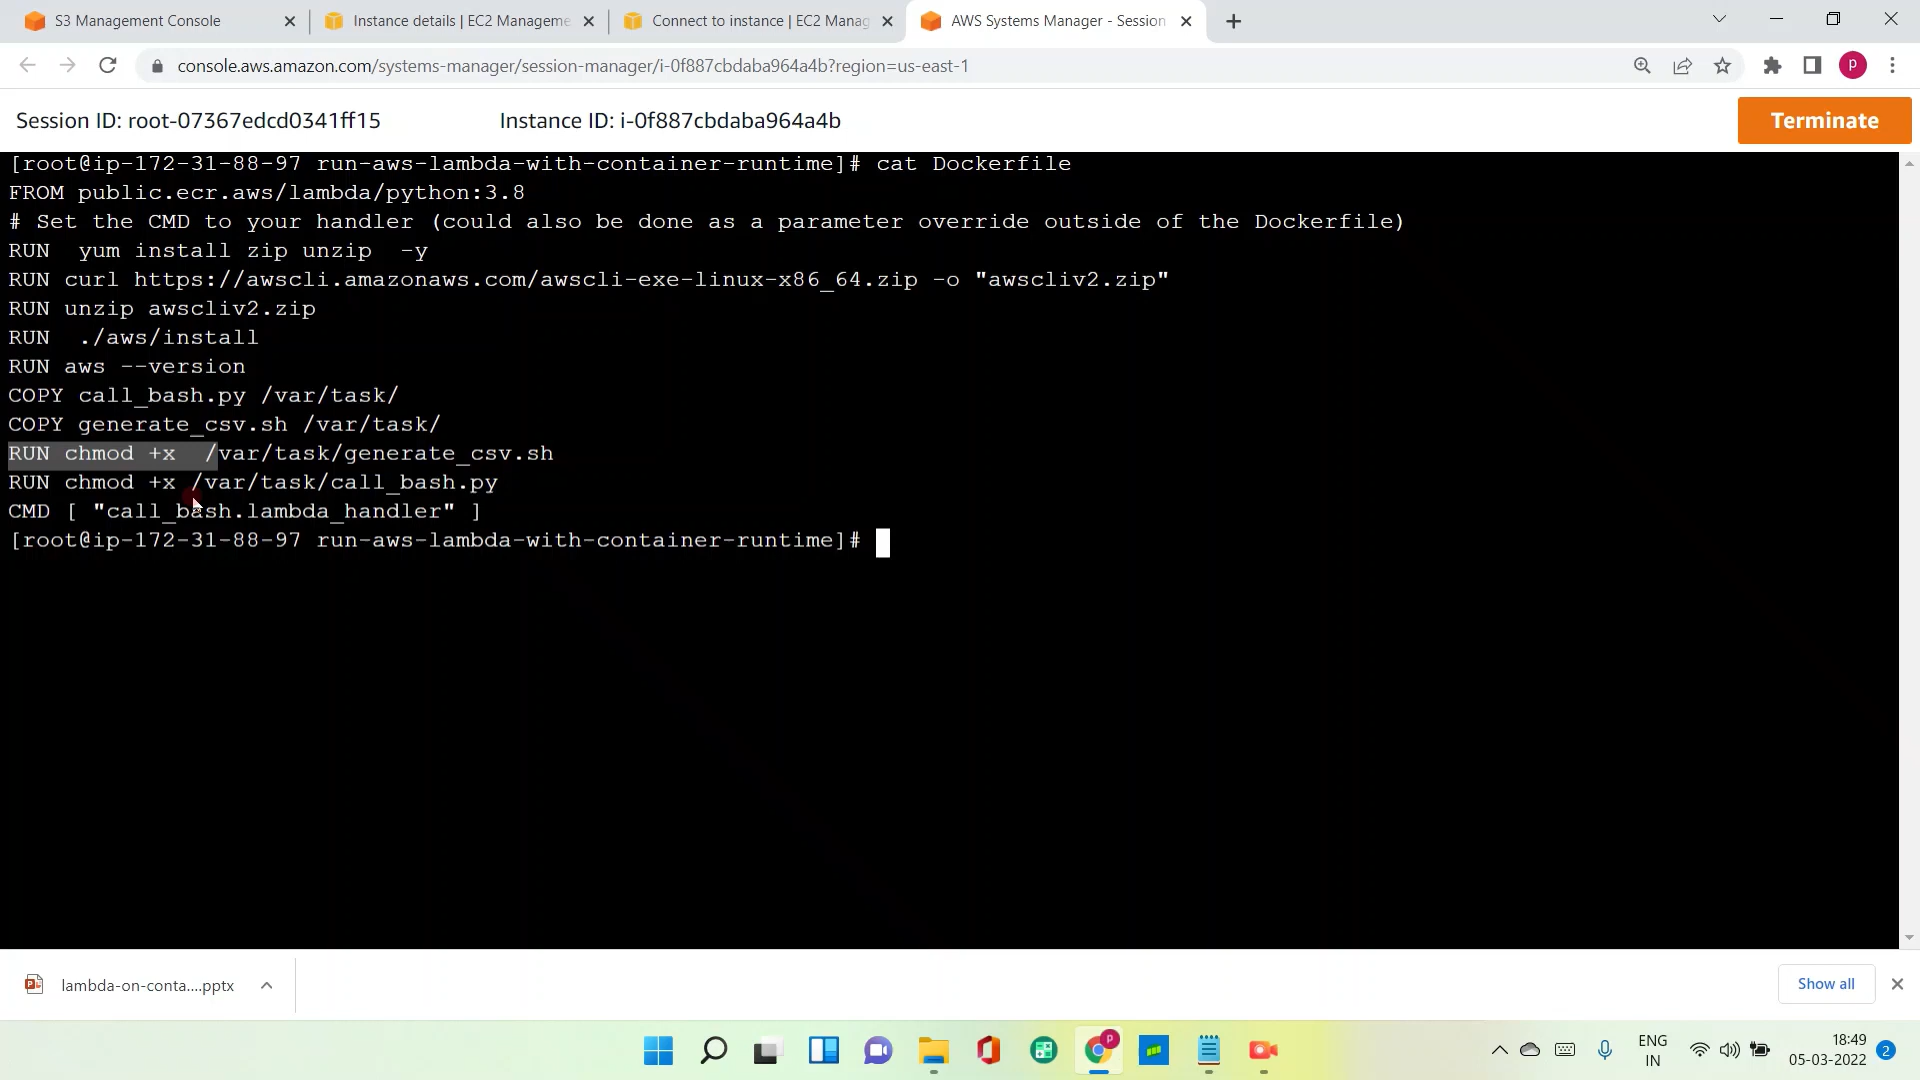 S3 Management Console
Instance details | EC2 Manageme
Connect to instance | EC2 Manag
AWS Systems Manager - Session
console.aws.amazon.com/systems-manager/session-manager/i-0f887cbdaba964a4b?region=us-east-1
P
Session ID: root-07367edcd0341ff15
Instance ID: i-0f887cbdaba964a4b
Terminate
[root@ip-172-31-88-97 run-aws-lambda-with-container-runtime]# cat Dockerfile
FROM public.ecr.aws/lambda/python:3.8
# Set the CMD to your handler (could also be done as a parameter override outside of the Dockerfile)
RUN  yum install zip unzip  -y
RUN curl https://awscli.amazonaws.com/awscli-exe-linux-x86_64.zip -o "awscliv2.zip"
RUN unzip awscliv2.zip
RUN  ./aws/install
RUN aws --version
COPY call_bash.py /var/task/
COPY generate_csv.sh /var/task/
RUN chmod +x  /var/task/generate_csv.sh
RUN chmod +x /var/task/call_bash.py
CMD [ "call_bash.lambda_handler" ]
[root@ip-172-31-88-97 run-aws-lambda-with-container-runtime]#
lambda-on-conta....pptx
Show all
P
ENG
IN
18:49
05-03-2022
2